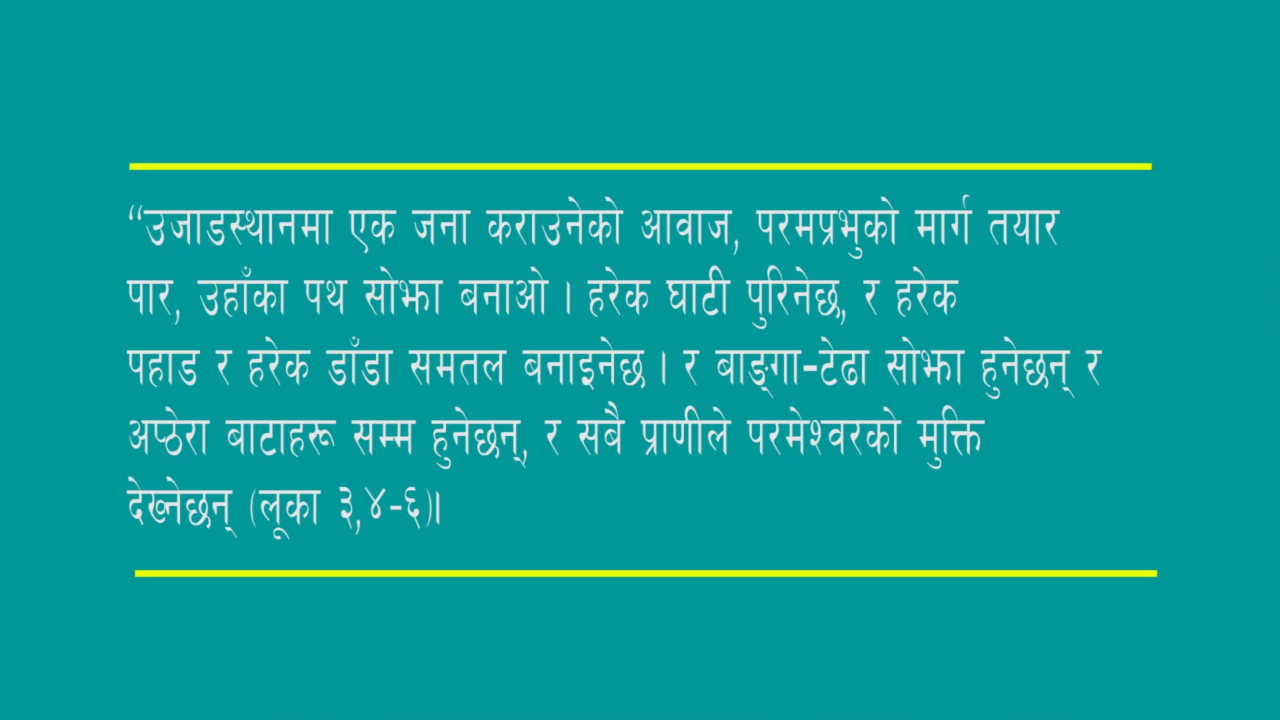 “उजाडस्थानमा एक जना कराउनेको आवाज, परमप्रभुको मार्ग तयार
पार, उहाँका पथ सोझा बनाओ । हरेक घाटी पुरिनेछ, र हरेक
पहाड र हरेक डाँडा समतल बनाइनेछ । र बाङ्गा-टेढा सोझा हुनेछन् र
अप्ठेरा बाटाहरू सम्म हुनेछन्, र सबै प्राणीले परमेश्वरको मुक्ति
देख्नेछन् (लूका ३,४-६)।